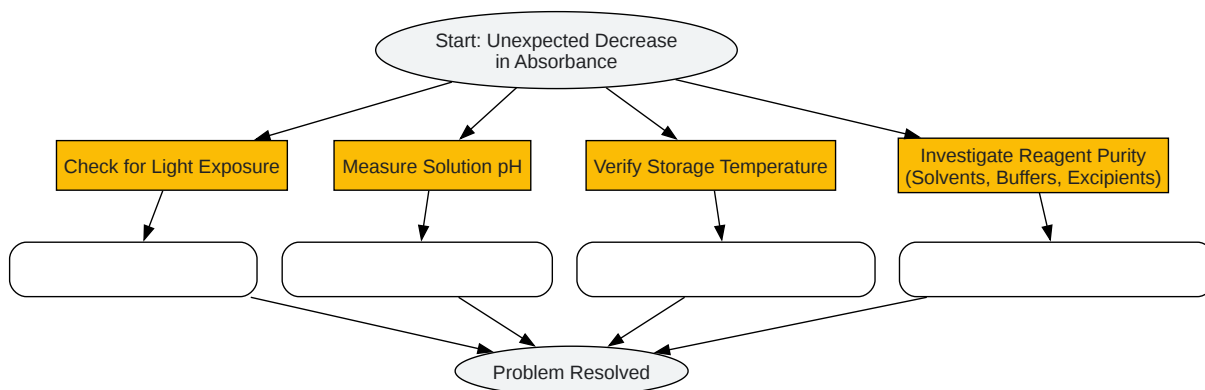 Start: Unexpected Decrease
in Absorbance
Check for Light Exposure
Measure Solution pH
Verify Storage Temperature
Investigate Reagent Purity
(Solvents, Buffers, Excipients)
Problem Resolved